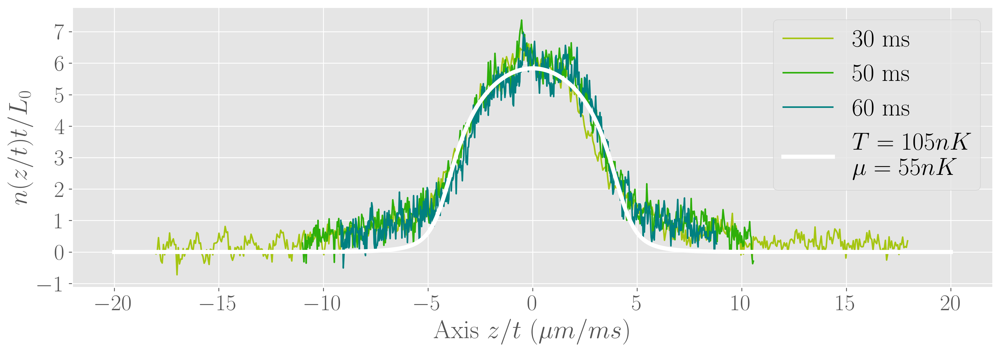 n(z/t)t/L₀
7
6
5
4
3
2
1
0
−1
−20 −15 −10 −5 0 5 10 15 20
Axis z/t (μm/ms)
30 ms
50 ms
60 ms
T = 105nK
μ = 55nK